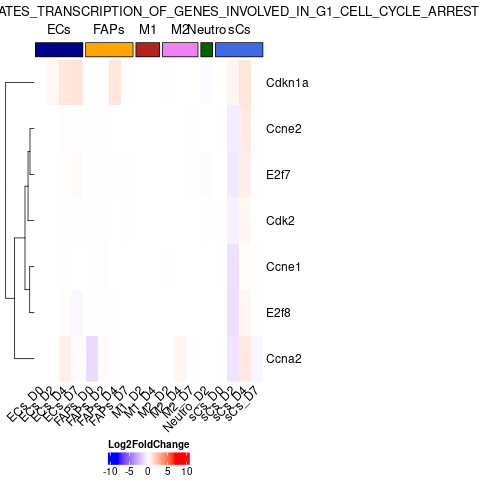 ATES_TRANSCRIPTION_OF_GENES_INVOLVED_IN_G1_CELL_CYCLE_ARREST
ECs FAPs M1 M2 Neutro sCs
Cdkn1a
Ccne2
E2f7
Cdk2
Ccne1
E2f8
Ccna2
ECs_D0 ECs_D2 ECs_D4 ECs_D7 FAPs_D0 FAPs_D2 FAPs_D4 FAPs_D7 M1_D2 M1_D4 M2_D2 M2_D4 M2_D7 Neutro_D2 sCs_D0 sCs_D2 sCs_D4 sCs_D7
Log2FoldChange
-10 -5 0 5 10